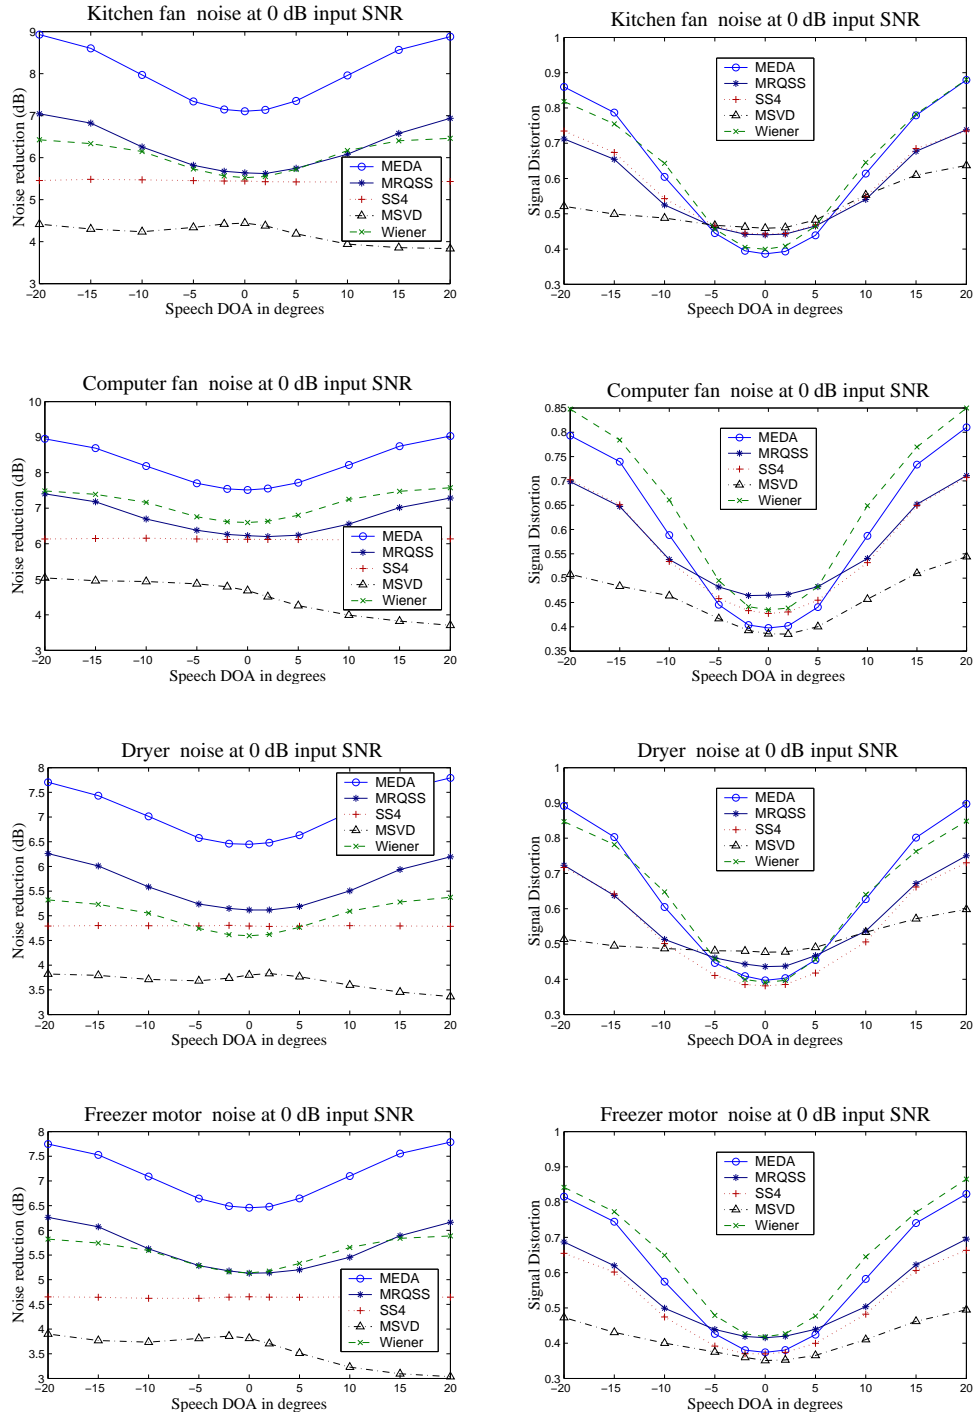 Kitchen fan noise at 0 dB input SNR
9
8
7
6
5
4
3
Noise reduction (dB)
MEDA
MRQSS
SS4
MSVD
Wiener
−20 −15 −10 −5 0 5 10 15 20
Speech DOA in degrees
Kitchen fan noise at 0 dB input SNR
1
0.9
0.8
0.7
0.6
0.5
0.4
0.3
Signal Distortion
MEDA
MRQSS
SS4
MSVD
Wiener
−20 −15 −10 −5 0 5 10 15 20
Speech DOA in degrees
Computer fan noise at 0 dB input SNR
10
9
8
7
6
5
4
3
Noise reduction (dB)
MEDA
MRQSS
SS4
MSVD
Wiener
−20 −15 −10 −5 0 5 10 15 20
Speech DOA in degrees
Computer fan noise at 0 dB input SNR
0.85
0.8
0.75
0.7
0.65
0.6
0.55
0.5
0.45
0.4
0.35
Signal Distortion
MEDA
MRQSS
SS4
MSVD
Wiener
−20 −15 −10 −5 0 5 10 15 20
Speech DOA in degrees
Dryer noise at 0 dB input SNR
8
7.5
7
6.5
6
5.5
5
4.5
4
3.5
3
Noise reduction (dB)
MEDA
MRQSS
SS4
MSVD
Wiener
−20 −15 −10 −5 0 5 10 15 20
Speech DOA in degrees
Dryer noise at 0 dB input SNR
1
0.9
0.8
0.7
0.6
0.5
0.4
0.3
Signal Distortion
MEDA
MRQSS
SS4
MSVD
Wiener
−20 −15 −10 −5 0 5 10 15 20
Speech DOA in degrees
Freezer motor noise at 0 dB input SNR
8
7.5
7
6.5
6
5.5
5
4.5
4
3.5
3
Noise reduction (dB)
MEDA
MRQSS
SS4
MSVD
Wiener
−20 −15 −10 −5 0 5 10 15 20
Speech DOA in degrees
Freezer motor noise at 0 dB input SNR
1
0.9
0.8
0.7
0.6
0.5
0.4
0.3
Signal Distortion
MEDA
MRQSS
SS4
MSVD
Wiener
−20 −15 −10 −5 0 5 10 15 20
Speech DOA in degrees